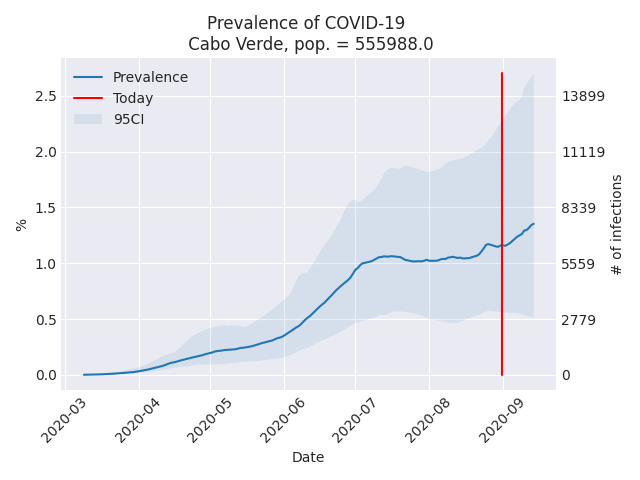 Prevalence of COVID-19
Cabo Verde, pop. = 555988.0
Prevalence
Today
95CI
2.5
2.0
1.5
1.0
0.5
0.0
%
13899
11119
8339
5559
2779
0
# of infections
2020-03
2020-04
2020-05
2020-06
2020-07
2020-08
2020-09
Date